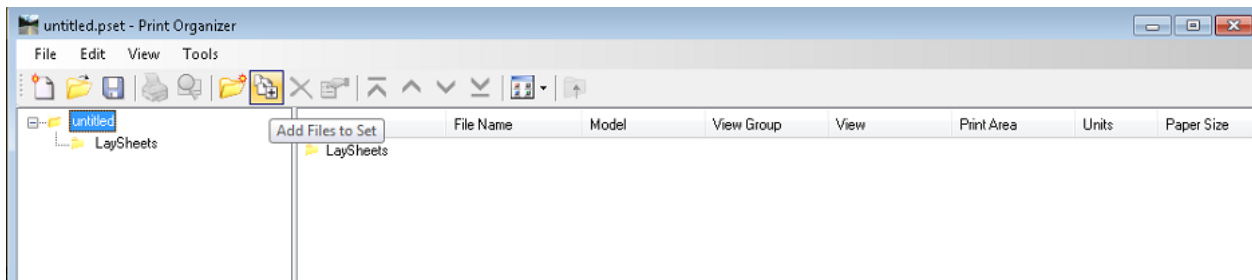 untitled.pset - Print Organizer
File Edit View Tools
untitled
LaySheets
Add Files to Set
File Name Model View Group View Print Area Units Paper Size
LaySheets